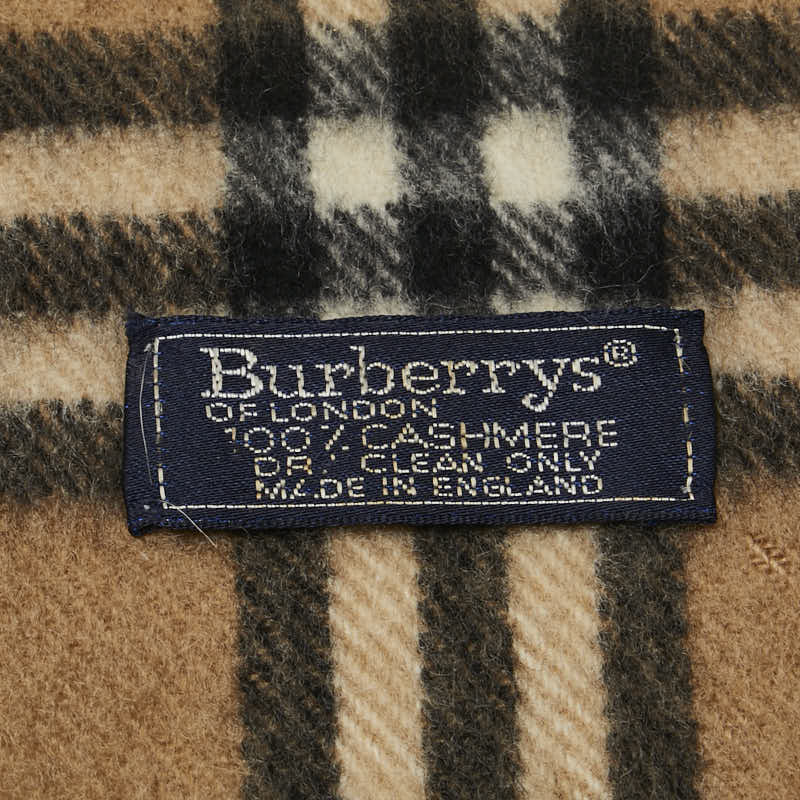 Burberrys®
OF LONDON
100% CASHMERE
DRY CLEAN ONLY
MADE IN ENGLAND